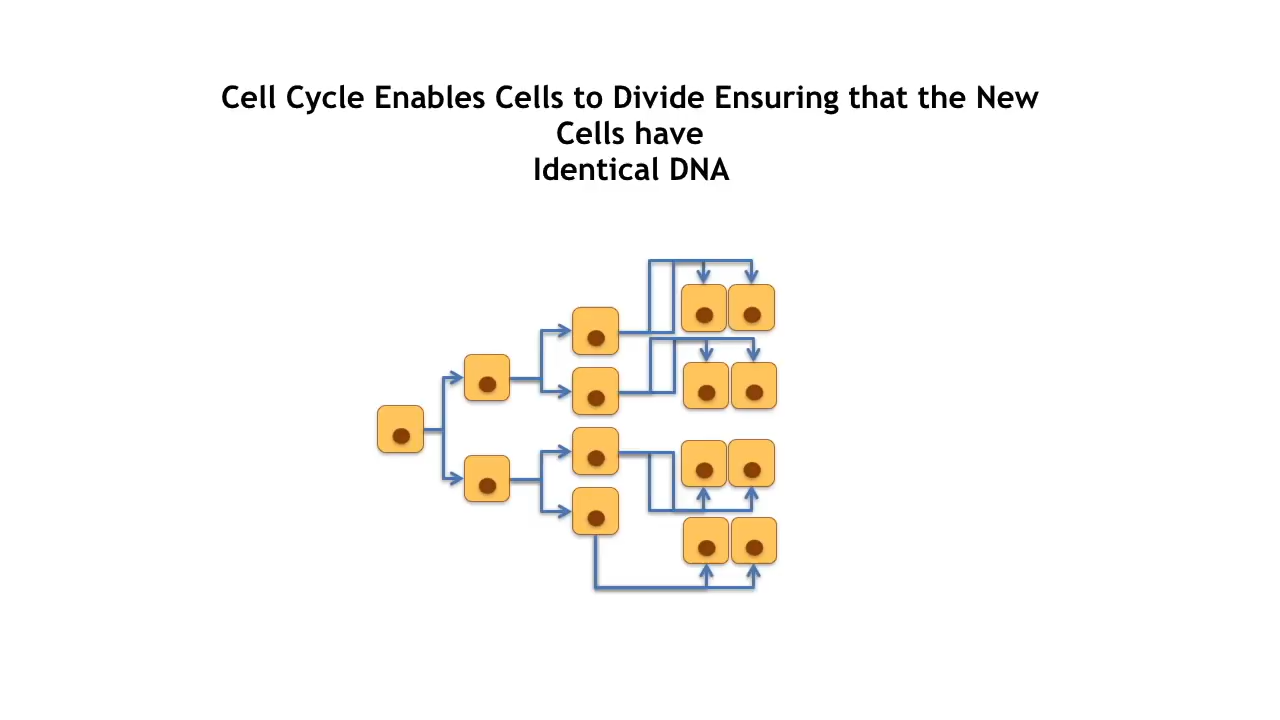 Cell Cycle Enables Cells to Divide Ensuring that the New
Cells have
Identical DNA